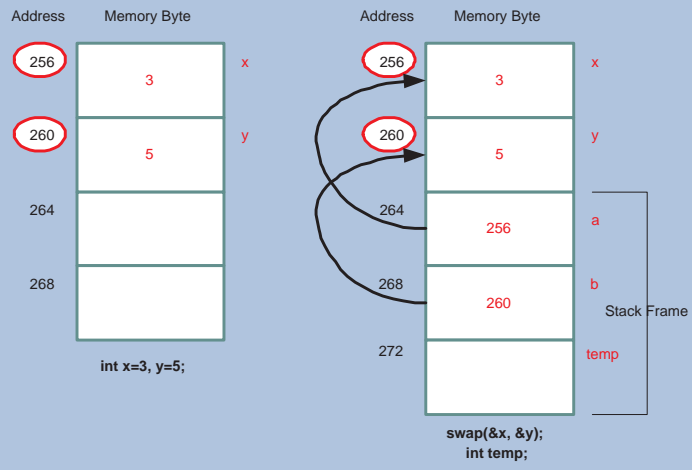 Address Memory Byte
256 3 x
260 5 y
264
268
int x=3, y=5;
Address Memory Byte
256 3 x
260 5 y
264 256 a
268 260 b
Stack Frame
272 temp
swap(&x, &y);
int temp;